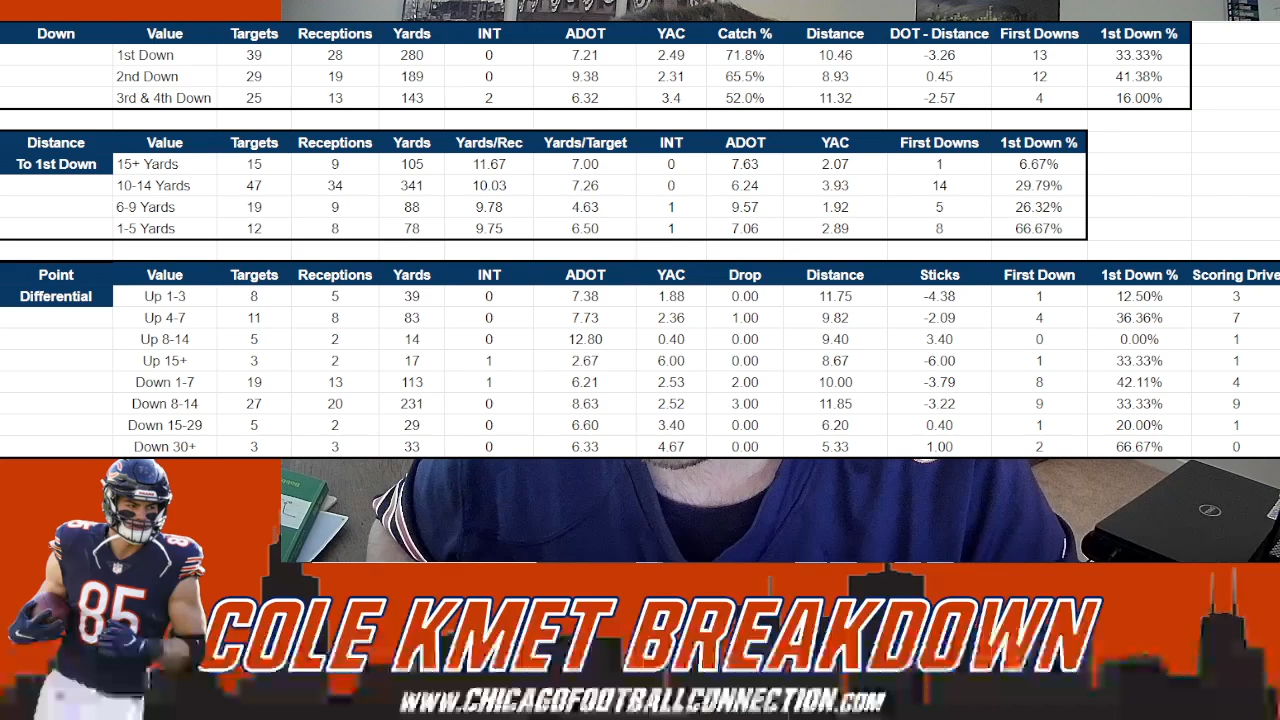 Down Value Targets Receptions Yards INT ADOT YAC Catch % Distance DOT - Distance First Downs 1st Down %
1st Down 39 28 280 0 7.21 2.49 71.8% 10.46 -3.26 13 33.33%
2nd Down 29 19 189 0 9.38 2.31 65.5% 8.93 0.45 12 41.38%
3rd & 4th Down 25 13 143 2 6.32 3.4 52.0% 11.32 -2.57 4 16.00%
Distance Value Targets Receptions Yards Yards/Rec Yards/Target INT ADOT YAC First Downs 1st Down %
To 1st Down 15+ Yards 15 9 105 11.67 7.00 0 7.63 2.07 1 6.67%
10-14 Yards 47 34 341 10.03 7.26 0 6.24 3.93 14 29.79%
6-9 Yards 19 9 88 9.78 4.63 1 9.57 1.92 5 26.32%
1-5 Yards 12 8 78 9.75 6.50 1 7.06 2.89 8 66.67%
Point Value Targets Receptions Yards INT ADOT YAC Drop Distance Sticks First Down 1st Down % Scoring Drive
Differential Up 1-3 8 5 39 0 7.38 1.88 0.00 11.75 -4.38 1 12.50% 3
Up 4-7 11 8 83 0 7.73 2.36 1.00 9.82 -2.09 4 36.36% 7
Up 8-14 5 2 14 0 12.80 0.40 0.00 9.40 3.40 0 0.00% 1
Up 15+ 3 2 17 1 2.67 6.00 0.00 8.67 -6.00 1 33.33% 1
Down 1-7 19 13 113 1 6.21 2.53 2.00 10.00 -3.79 8 42.11% 4
Down 8-14 27 20 231 0 8.63 2.52 3.00 11.85 -3.22 9 33.33% 9
Down 15-29 5 2 29 0 6.60 3.40 0.00 6.20 0.40 1 20.00% 1
Down 30+ 3 3 33 0 6.33 4.67 0.00 5.33 1.00 2 66.67% 0
85
85
COLE KMET BREAKDOWN
WWW.CHICAGOFOOTBALLCONNECTION.COM